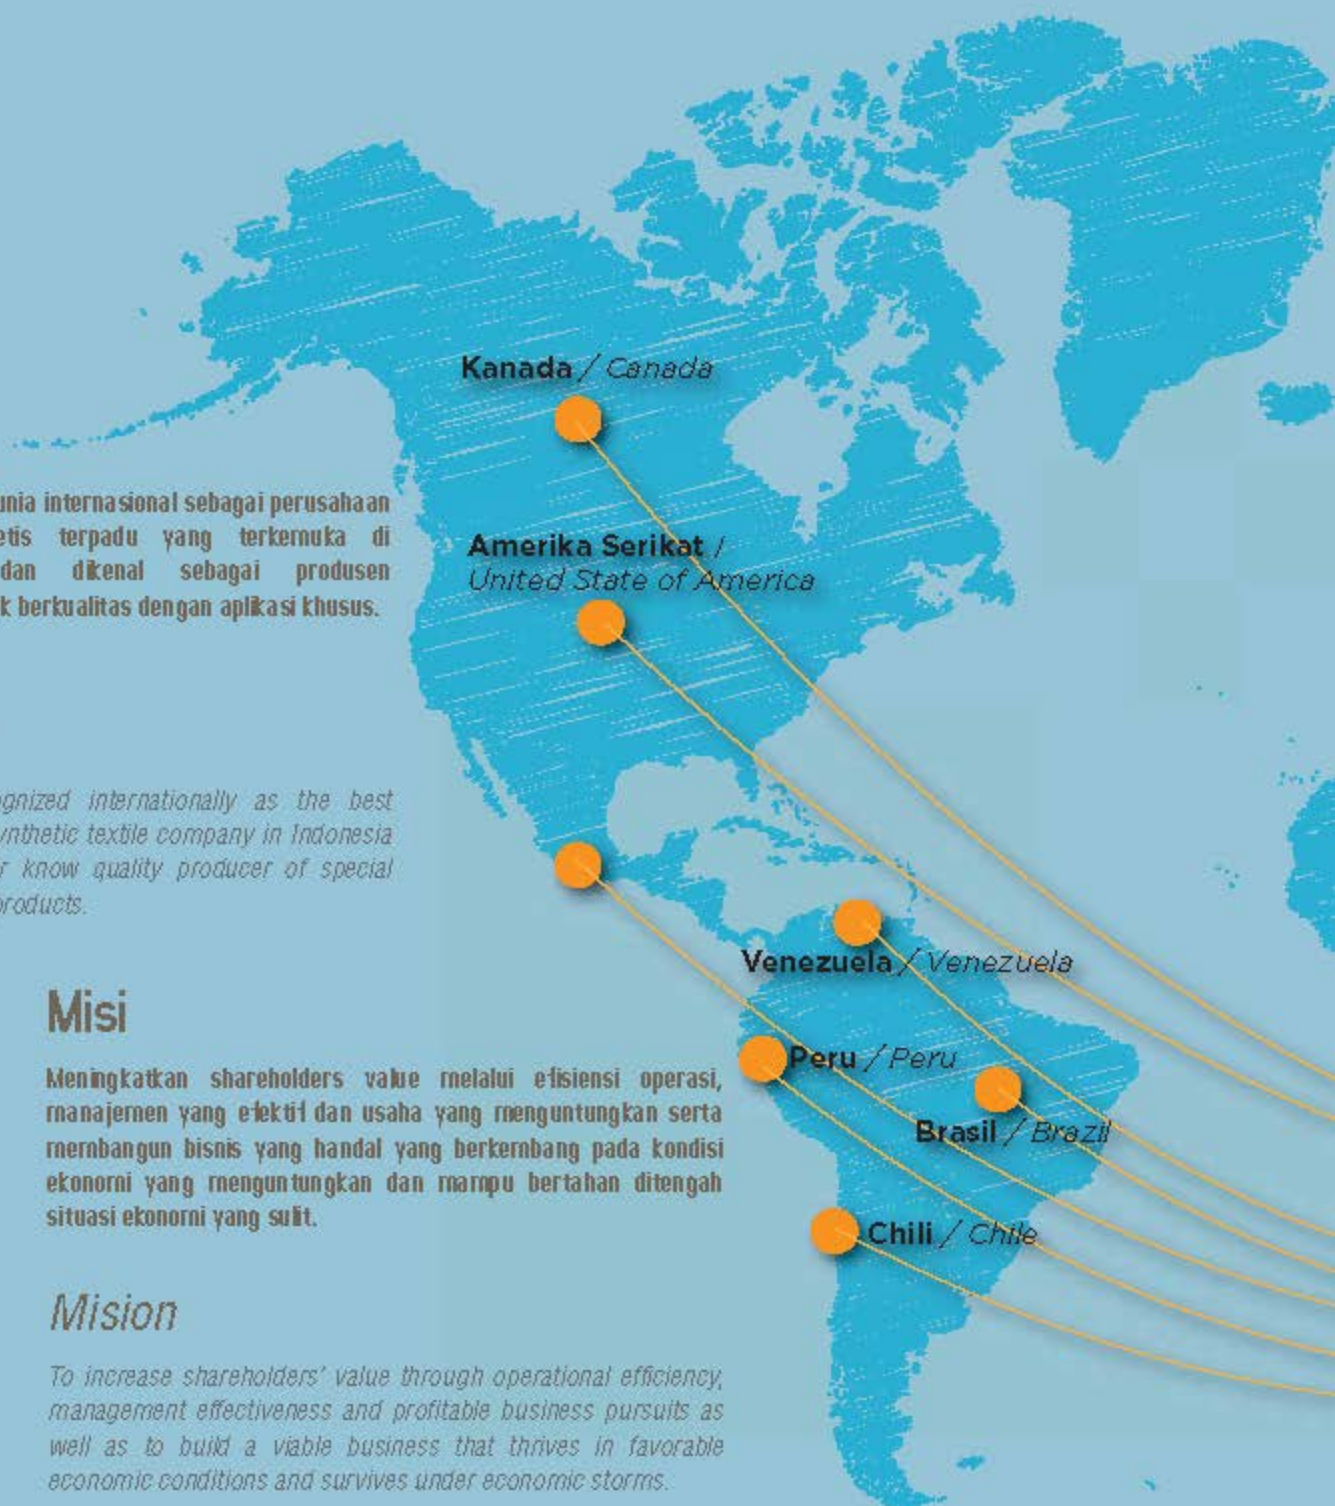 Kanada / Canada
internasional sebagai perusahaan
terpadu yang terkemuka di
dan dikenal sebagai produsen
berkualitas dengan aplikasi khusus.
Amerika Serikat /
United State of America
internationally as the best
textile company in Indonesia
know quality producer of special
products.
Venezuela / Venezuela
Peru / Peru
Brasil / Brazil
Chili / Chile
Misi
Meningkatkan shareholders value melalui efisiensi operasi,
manajemen yang efektif dan usaha yang menguntungkan serta
membangun bisnis yang handal yang berkembang pada kondisi
ekonomi yang menguntungkan dan mampu bertahan ditengah
situasi ekonomi yang sulit.
Mision
To increase shareholders' value through operational efficiency,
management effectiveness and profitable business pursuits as
well as to build a viable business that thrives in favorable
economic conditions and survives under economic storms.